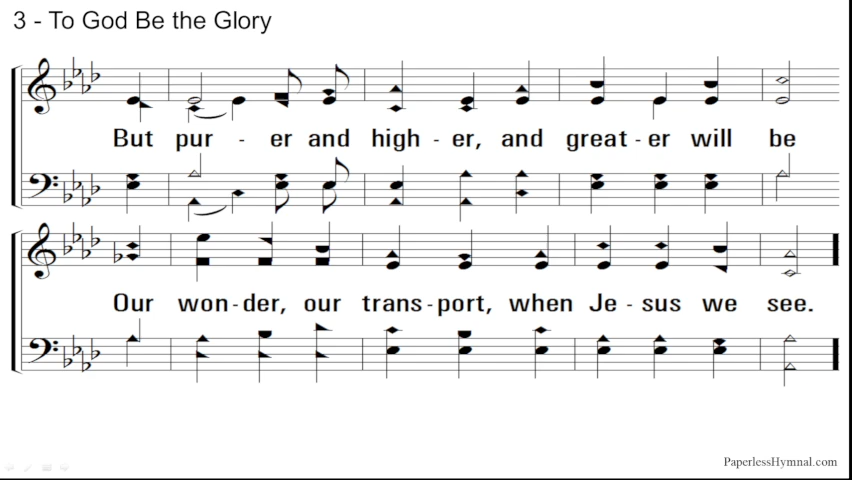 3 - To God Be the Glory
But pur - er and high - er, and great - er will be
Our won - der, our trans - port, when Je - sus we see.
PaperlessHymnal.com